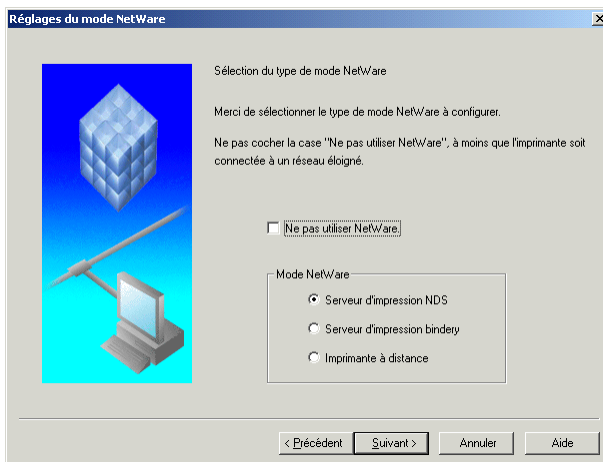 Réglages du mode NetWare
Sélection du type de mode NetWare
Merci de sélectionner le type de mode NetWare à configurer.
Ne pas cocher la case "Ne pas utiliser NetWare", à moins que l'imprimante soit
connectée à un réseau éloigné.
Ne pas utiliser NetWare.
Mode NetWare
Serveur d'impression NDS
Serveur d'impression bindery
Imprimante à distance
< Précédent Suivant > Annuler Aide